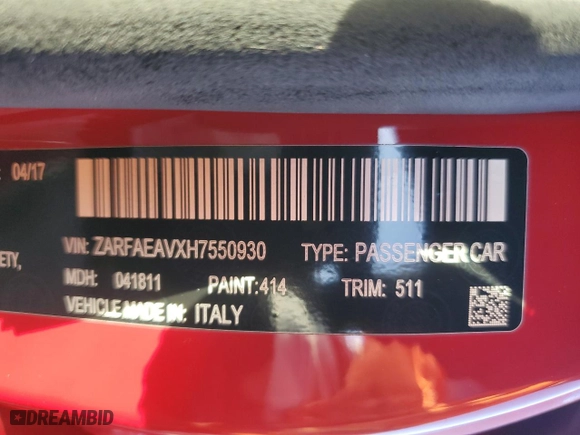 04/17
VIN: ZARFAEAVXH7550930 TYPE: PASSENGER CAR
ETY,
MDH: 041811 PAINT:414 TRIM: 511
VEHICLE MADE IN: ITALY
DREAMBID